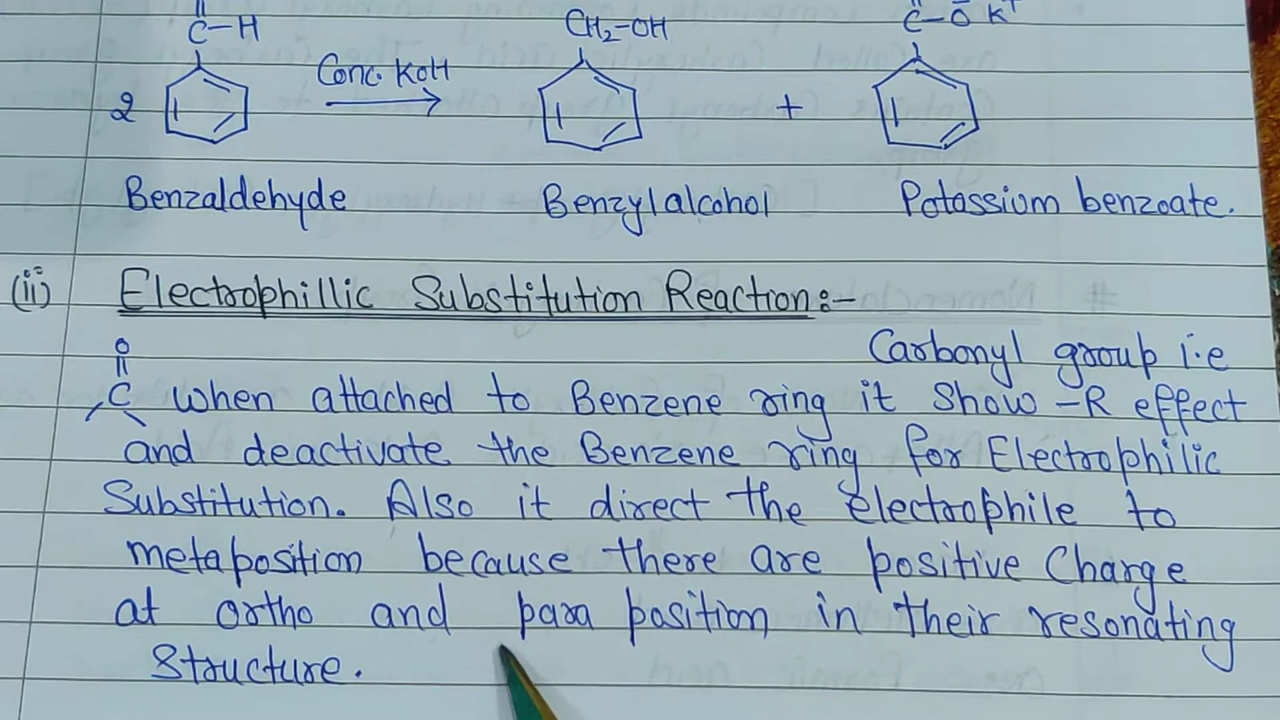 C-H CH2-OH C-O- K+
2 Conc. KOH +
Benzaldehyde Benzylalcohol Potassium benzoate.
(ii) Electrophillic Substitution Reaction:-
Carbonyl group i.e
O
C when attached to Benzene ring it Show -R effect
and deactivate the Benzene ring for Electrophilic
Substitution. Also it direct the electrophile to
metaposition because there are positive Charge
at ortho and para position in their resonating
Structure.